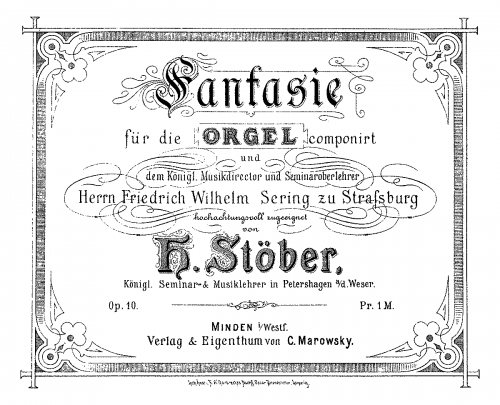 Fantasie
für die ORGEL componirt
und
dem Königl. Musikdirector und Seminaroberlehrer
Herrn Friedrich Wilhelm Sering zu Straſsburg
hochachtungsvoll zugeeignet
von
H. Stöber,
Königl. Seminar- & Musiklehrer in Petershagen a/d. Weser.
Op. 10. Pr. 1 M.
MINDEN i/Westf.
Verlag & Eigenthum von C. Marowsky.
Leipzig.